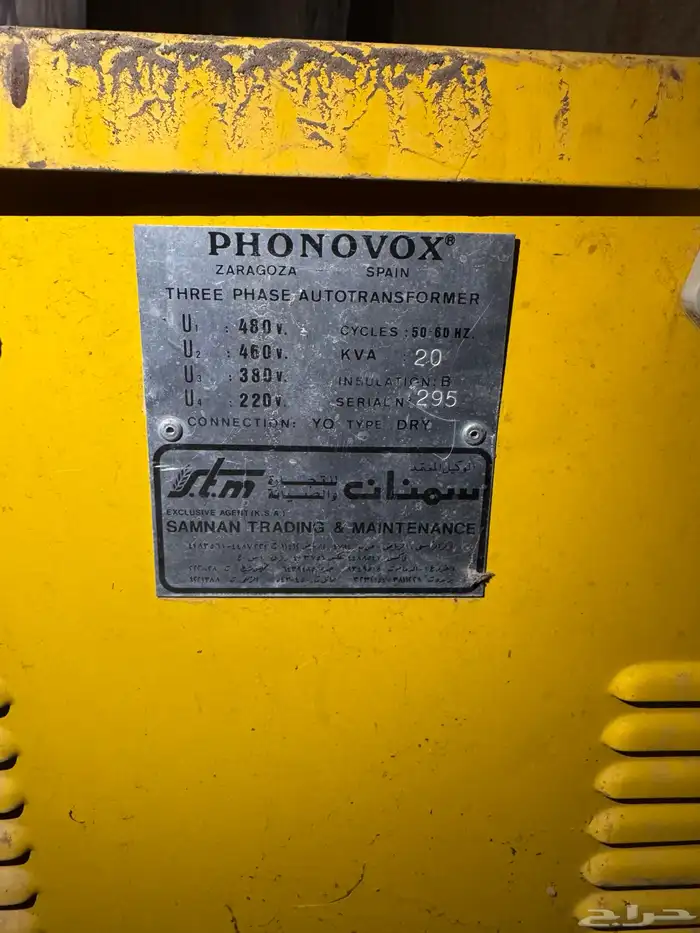 PHONOVOX®
ZARAGOZA SPAIN
THREE PHASE AUTOTRANSFORMER
U1 : 480 V. CYCLES : 50-60 HZ.
U2 : 460 V. KVA : 20
U3 : 380 V. INSULATION: B
U4 : 220 V. SERIAL N° 295
CONNECTION: YO TYPE DRY
الوكيل المعتمد
s.t.m للتجارة والصيانة سمنان
EXCLUSIVE AGENT (K.S.A.)
SAMNAN TRADING & MAINTENANCE
حراج